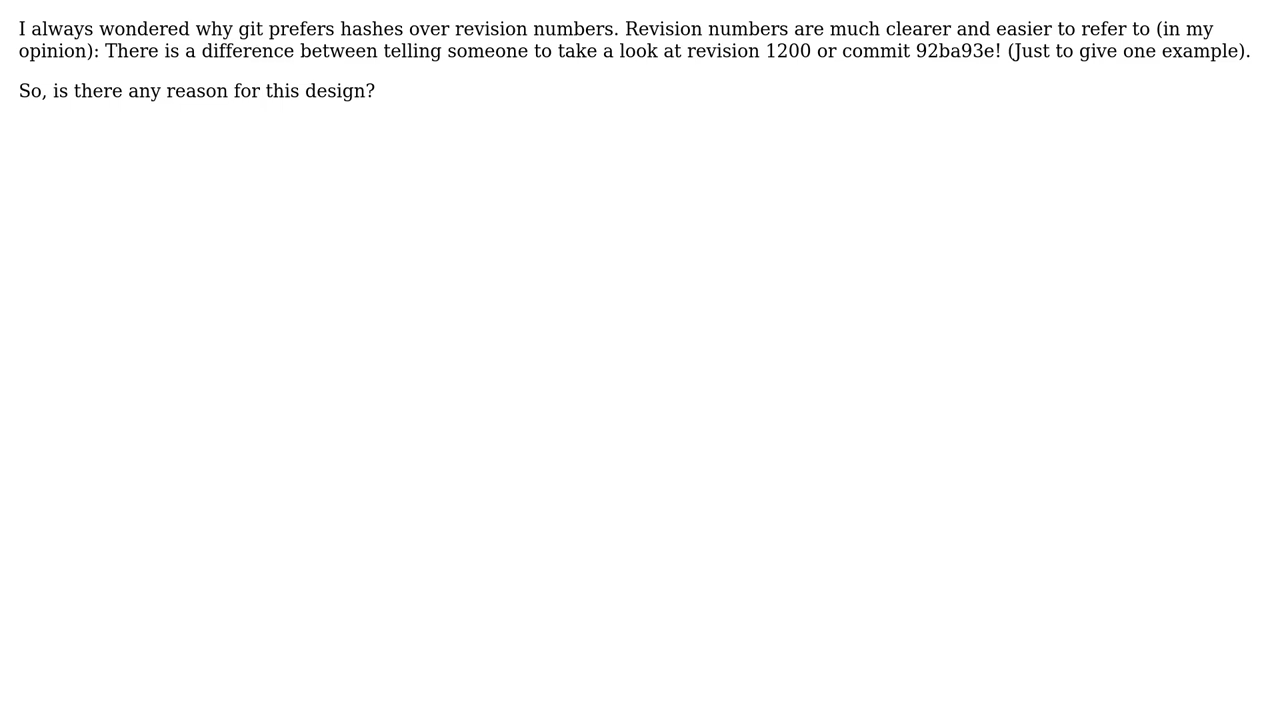 I always wondered why git prefers hashes over revision numbers. Revision numbers are much clearer and easier to refer to (in my
opinion): There is a difference between telling someone to take a look at revision 1200 or commit 92ba93e! (Just to give one example).
So, is there any reason for this design?